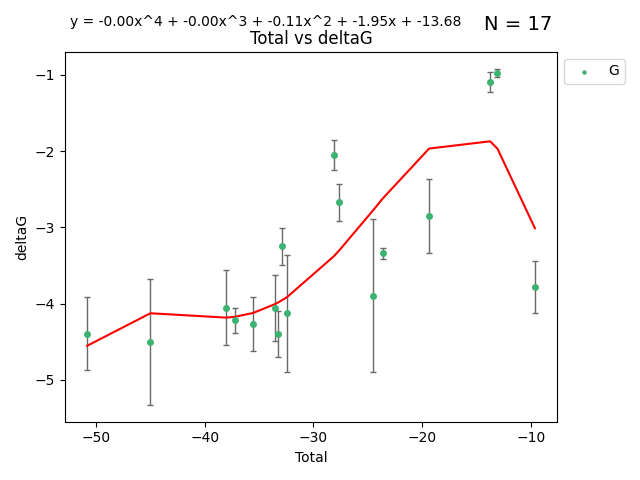 y = -0.00x^4 + -0.00x^3 + -0.11x^2 + -1.95x + -13.68
N = 17
Total vs deltaG
G
−1
−2
−3
−4
−5
deltaG
−50
−40
−30
−20
−10
Total